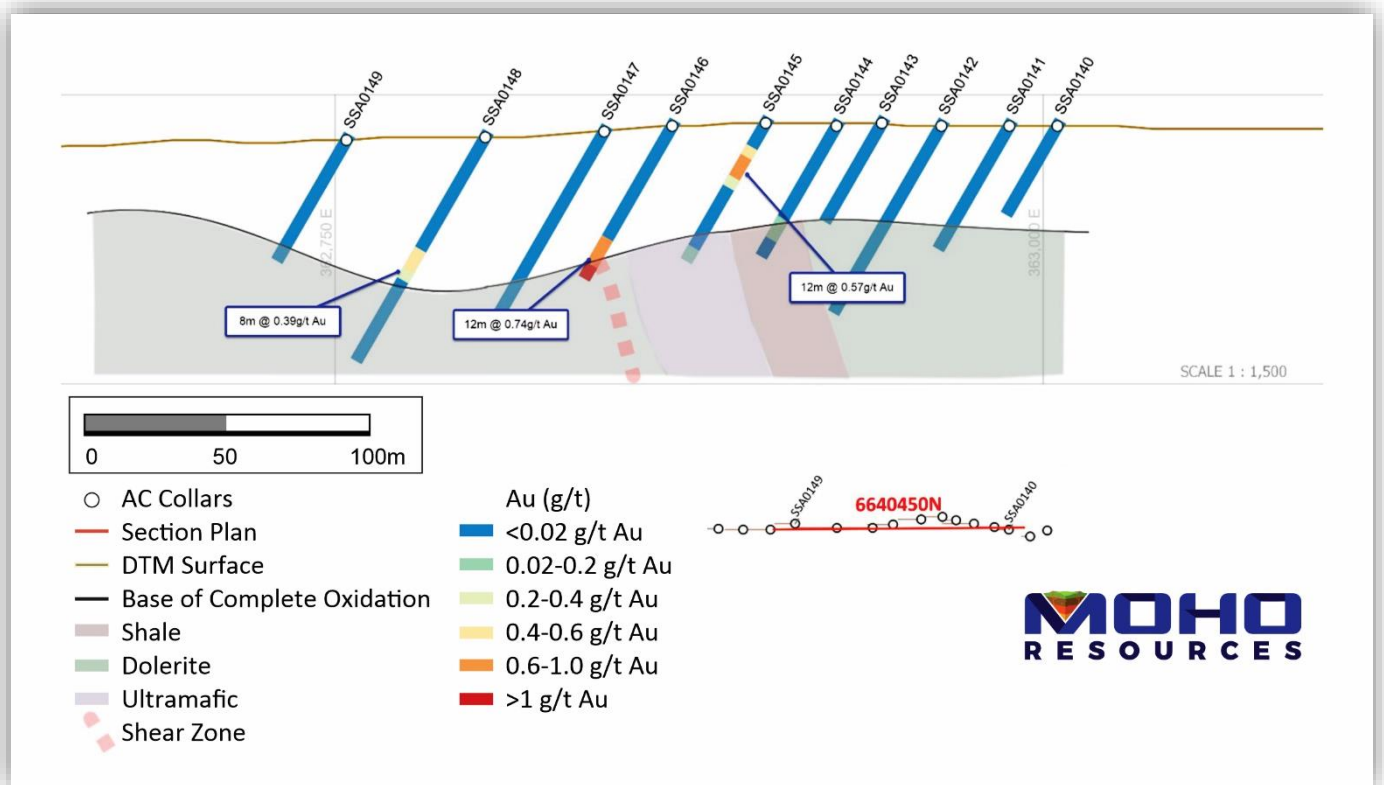 SSA0149
SSA0148
SSA0147
SSA0146
SSA0145
SSA0144
SSA0143
SSA0142
SSA0141
SSA0140
362,750 E
363,000 E
8m @ 0.39g/t Au
12m @ 0.74g/t Au
12m @ 0.57g/t Au
SCALE 1 : 1,500
0 50 100m
AC Collars
Section Plan
DTM Surface
Base of Complete Oxidation
Shale
Dolerite
Ultramafic
Shear Zone
Au (g/t)
<0.02 g/t Au
0.02-0.2 g/t Au
0.2-0.4 g/t Au
0.4-0.6 g/t Au
0.6-1.0 g/t Au
>1 g/t Au
SSA0149
6640450N
SSA0140
MOHO
RESOURCES